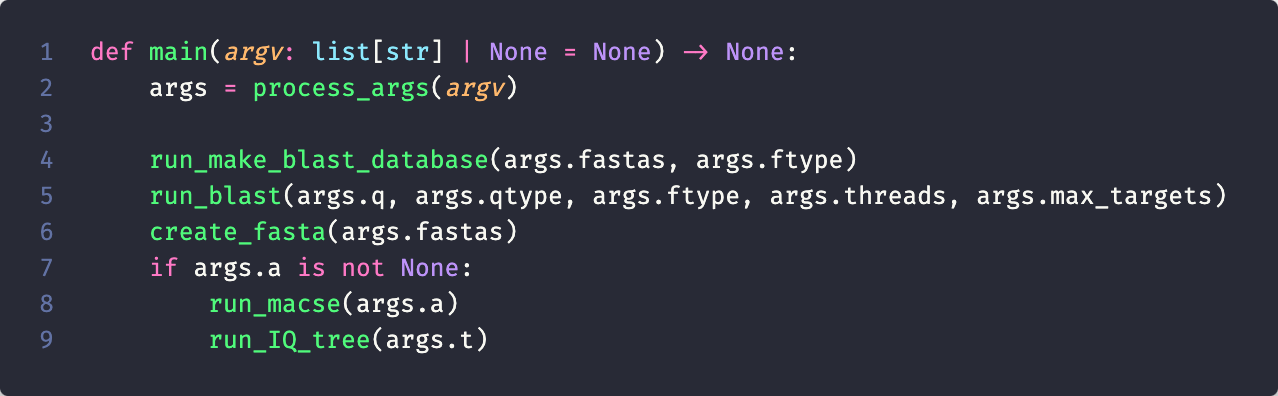 1 def main(argv: list[str] | None = None) -> None:
2     args = process_args(argv)
3
4     run_make_blast_database(args.fastas, args.ftype)
5     run_blast(args.q, args.qtype, args.ftype, args.threads, args.max_targets)
6     create_fasta(args.fastas)
7     if args.a is not None:
8         run_macse(args.a)
9         run_IQ_tree(args.t)